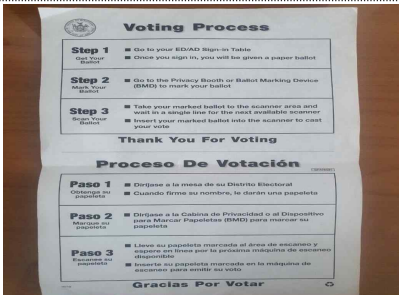 Voting Process
Step 1
Get Your
Ballot
Go to your ED/AD Sign-in Table
Once you sign in, you will be given a paper ballot
Step 2
Mark Your
Ballot
Go to the Privacy Booth or Ballot Marking Device
(BMD) to mark your ballot
Step 3
Scan Your
Ballot
Take your marked ballot to the scanner area and
wait in a single line for the next available scanner
Insert your marked ballot into the scanner to cast
your vote
Thank You For Voting
Proceso De Votación
Paso 1
Obtenga su
papeleta
Diríjase a la mesa de su Distrito Electoral
Cuando firme su nombre, le darán una papeleta
Paso 2
Marque su
papeleta
Diríjase a la Cabina de Privacidad o al Dispositivo
para Marcar Papeletas (BMD) para marcar su
papeleta
Paso 3
Escanee su
papeleta
Lleve su papeleta marcada al área de escaneo y
espere en línea por la próxima máquina de escaneo
disponible
Inserte su papeleta marcada en la máquina de
escaneo para emitir su voto
Gracias Por Votar